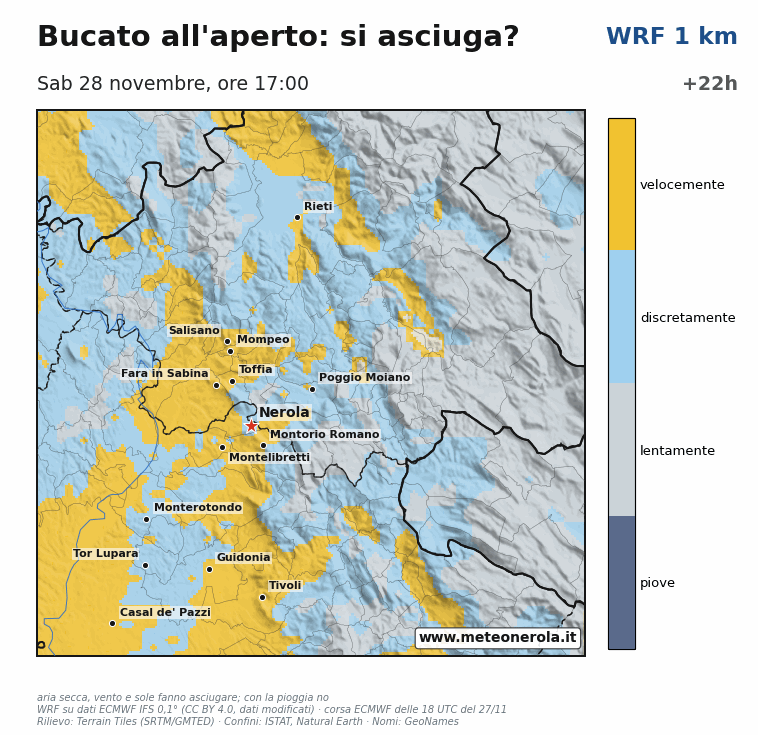 Bucato all'aperto: si asciuga?
WRF 1 km
Sab 28 novembre, ore 17:00
+22h
velocemente
discretamente
lentamente
piove
Rieti
Salisano
Mompeo
Fara in Sabina
Toffia
Poggio Moiano
Nerola
Montorio Romano
Montelibretti
Monterotondo
Tor Lupara
Guidonia
Tivoli
Casal de' Pazzi
www.meteonerola.it
aria secca, vento e sole fanno asciugare; con la pioggia no
WRF su dati ECMWF IFS 0,1° (CC BY 4.0, dati modificati) · corsa ECMWF delle 18 UTC del 27/11
Rilievo: Terrain Tiles (SRTM/GMTED) · Confini: ISTAT, Natural Earth · Nomi: GeoNames